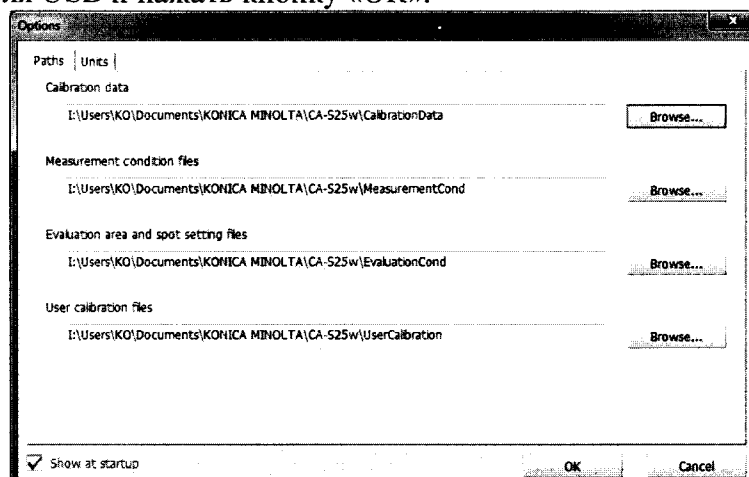 USB и нажать кнопку «OK».
Options
Paths
Units
Calibration data
I:\Users\KO\Documents\KONICA MINOLTA\CA-S25w\CalibrationData
Browse...
Measurement condition files
I:\Users\KO\Documents\KONICA MINOLTA\CA-S25w\MeasurementCond
Browse...
Evaluation area and spot setting files
I:\Users\KO\Documents\KONICA MINOLTA\CA-S25w\EvaluationCond
Browse...
User calibration files
I:\Users\KO\Documents\KONICA MINOLTA\CA-S25w\UserCalibration
Browse...
Show at startup
OK
Cancel